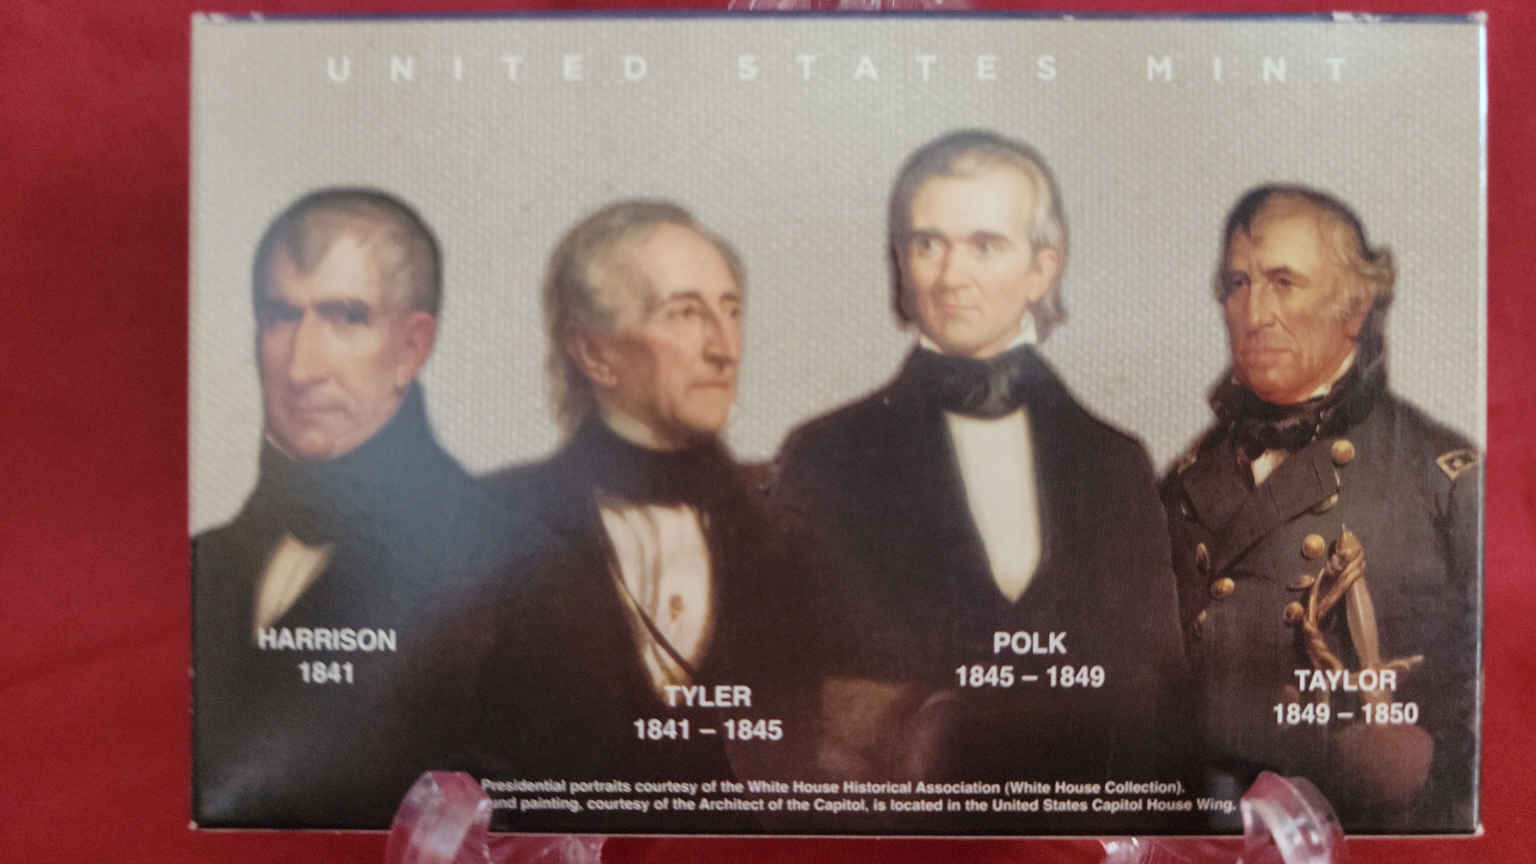 UNITED STATES MINT
HARRISON
1841
TYLER
1841 – 1845
POLK
1845 – 1849
TAYLOR
1849 – 1850
Presidential portraits courtesy of the White House Historical Association (White House Collection).
painting, courtesy of the Architect of the Capitol, is located in the United States Capitol House Wing.